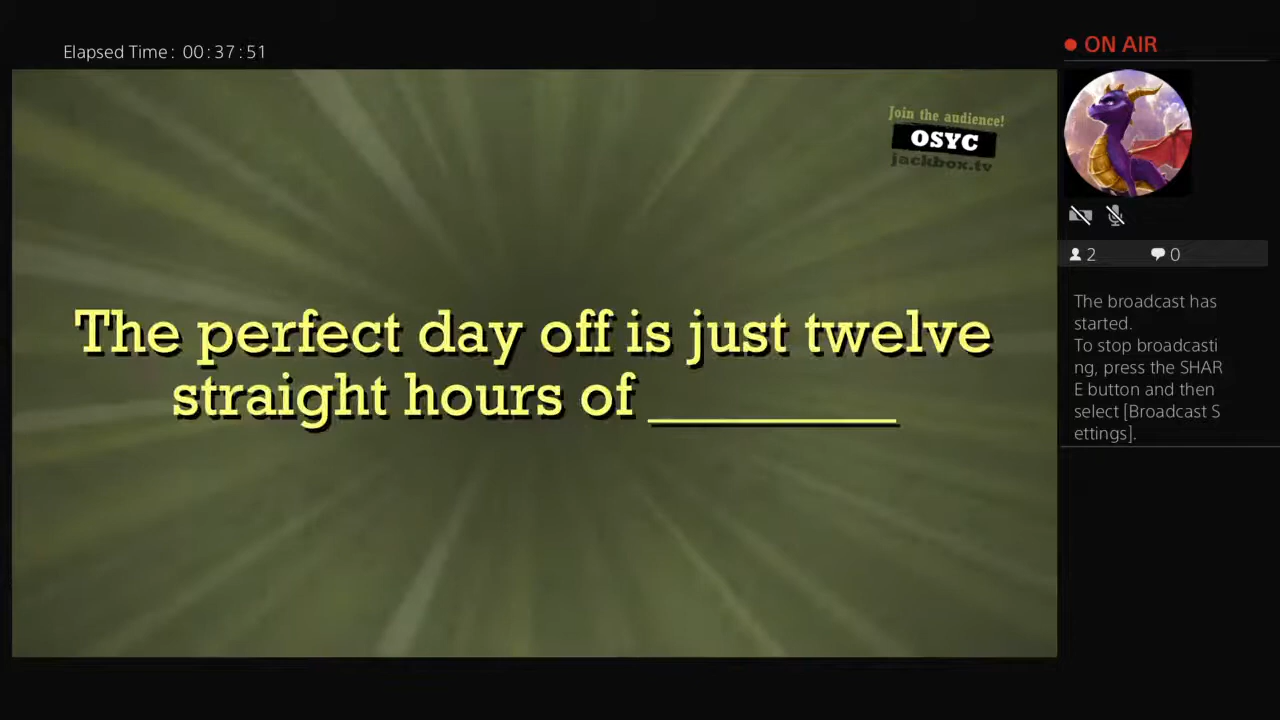 Elapsed Time: 00:37:51
ON AIR
Join the audience!
OSYC
jackbox.tv
The perfect day off is just twelve
straight hours of ________
2 0
The broadcast has
started.
To stop broadcasti
ng, press the SHAR
E button and then
select [Broadcast S
ettings].